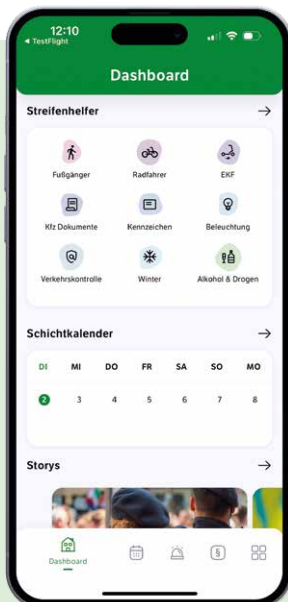 12:10
◀ TestFlight
Dashboard
Streifenhelfer →
Fußgänger Radfahrer EKF
Kfz Dokumente Kennzeichen Beleuchtung
Verkehrskontrolle Winter Alkohol & Drogen
Schichtkalender →
DI MI DO FR SA SO MO
2 3 4 5 6 7 8
Storys →
Dashboard §